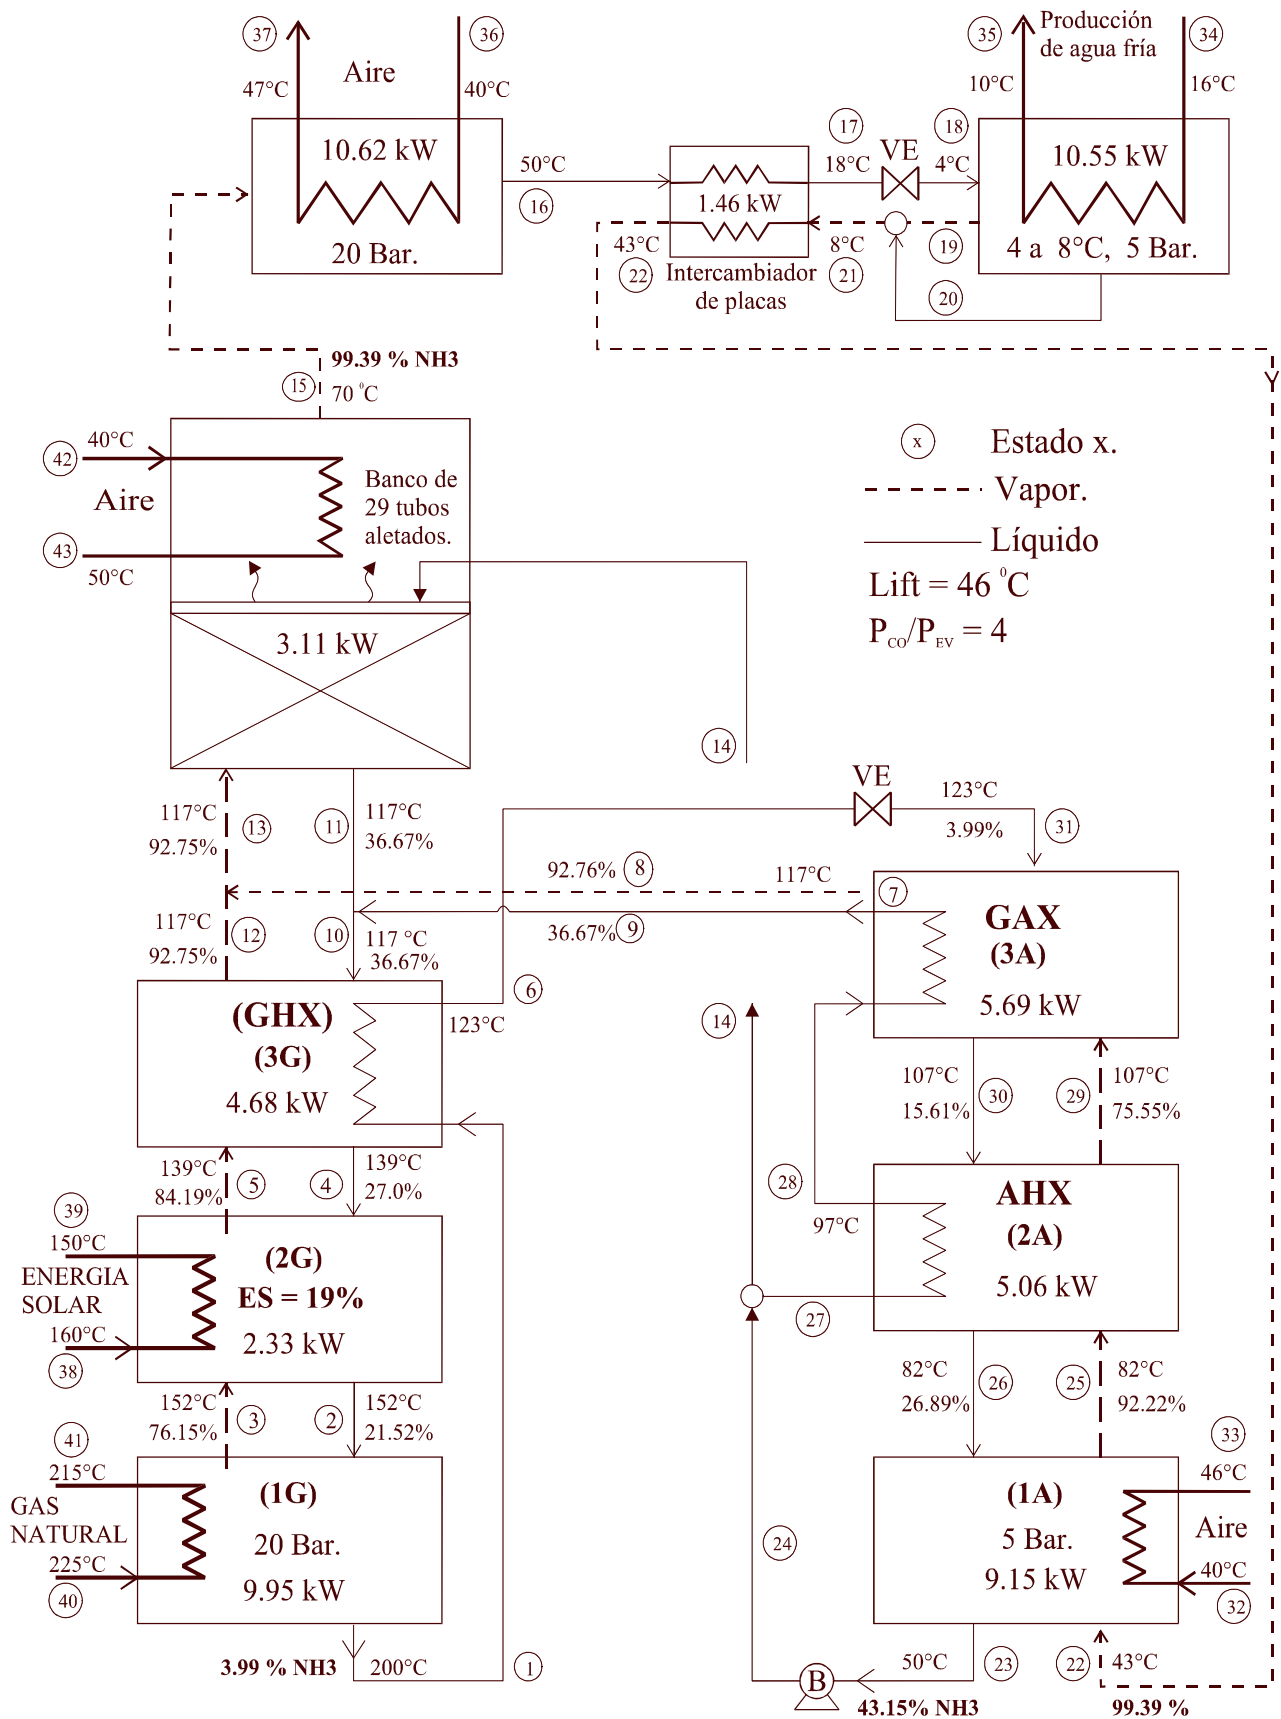 37
36
Aire
47°C
40°C
10.62 kW
20 Bar.
50°C
16
17
18°C
VE
18
4°C
1.46 kW
43°C
22
8°C
21
Intercambiador
de placas
19
20
35
Producción
de agua fría
34
10°C
16°C
10.55 kW
4 a 8°C, 5 Bar.
99.39 % NH3
15
70 °C
42
40°C
Aire
43
50°C
Banco de
29 tubos
aletados.
3.11 kW
x
Estado x.
Vapor.
Líquido
Lift = 46 °C
P_CO/P_EV = 4
14
117°C
92.75%
13
11
117°C
36.67%
VE
123°C
3.99%
31
92.76%
8
117°C
7
117°C
92.75%
12
10
117 °C
36.67%
36.67%
9
GAX
(3A)
5.69 kW
6
123°C
(GHX)
(3G)
4.68 kW
14
107°C
15.61%
30
29
107°C
75.55%
139°C
84.19%
5
4
139°C
27.0%
28
97°C
AHX
(2A)
5.06 kW
39
150°C
ENERGIA
SOLAR
160°C
38
(2G)
ES = 19%
2.33 kW
27
82°C
26.89%
26
25
82°C
92.22%
152°C
76.15%
3
2
152°C
21.52%
41
215°C
GAS
NATURAL
225°C
40
(1G)
20 Bar.
9.95 kW
24
(1A)
5 Bar.
9.15 kW
33
46°C
Aire
40°C
32
3.99 % NH3
200°C
1
B
50°C
23
43.15% NH3
22
43°C
99.39 %